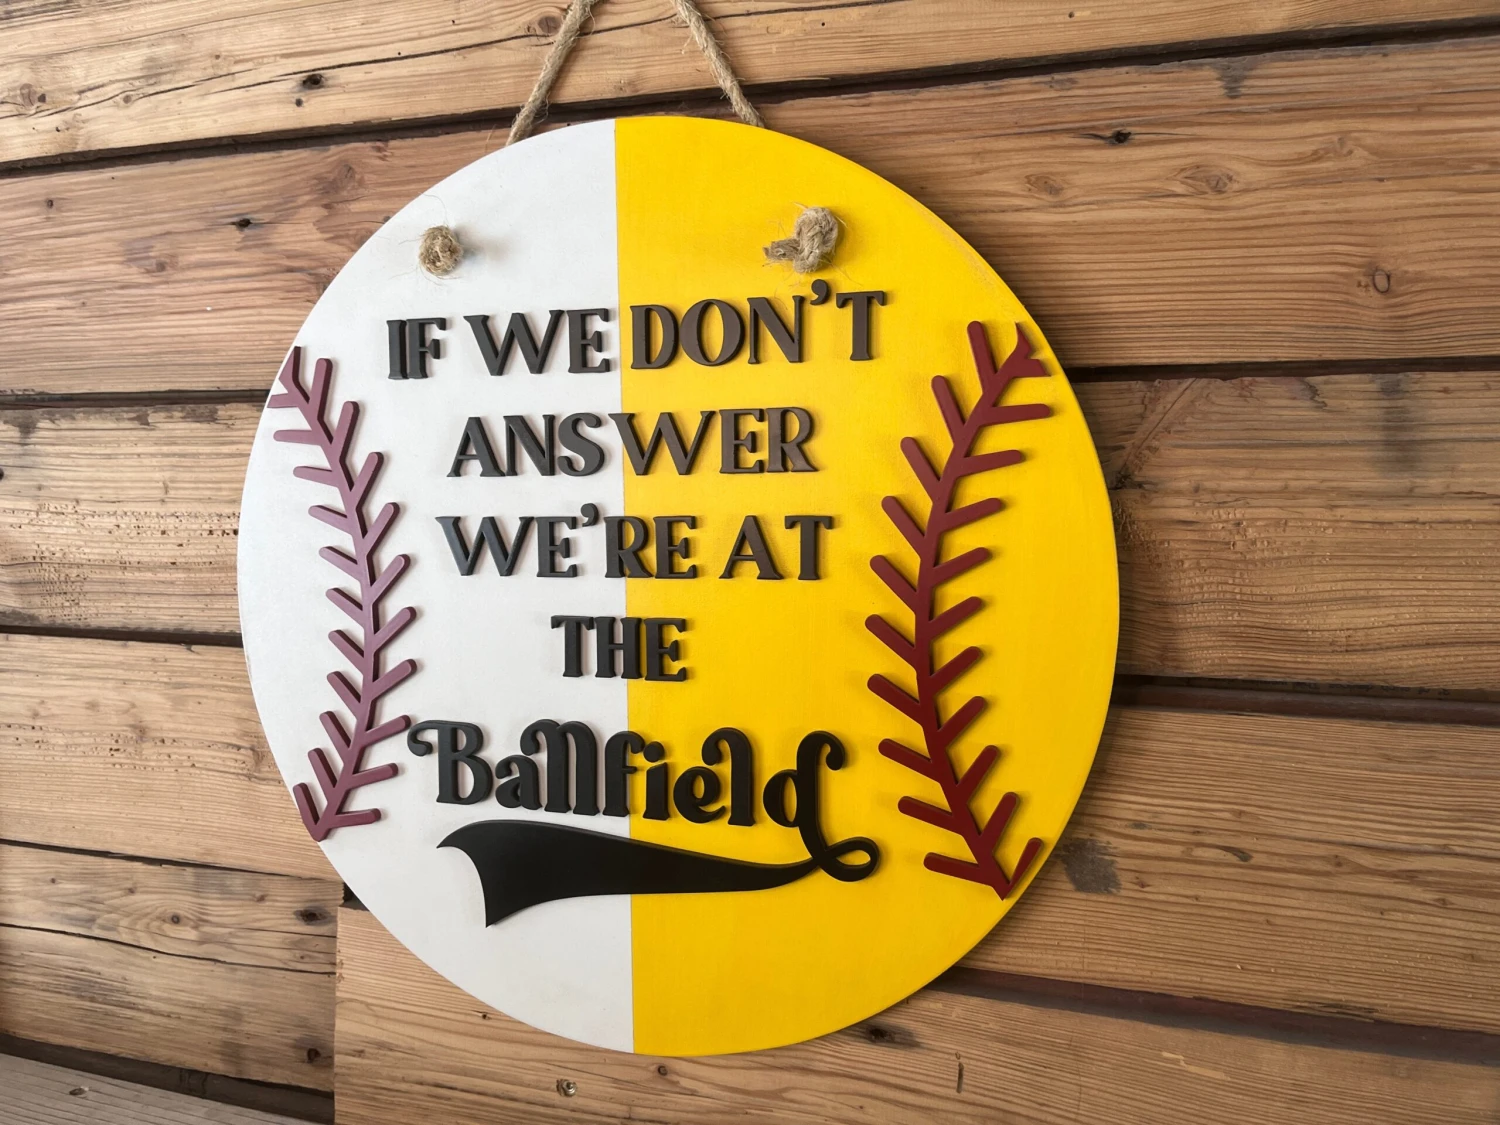 IF WE DON'T
ANSWER
WE'RE AT
THE
Ballfield